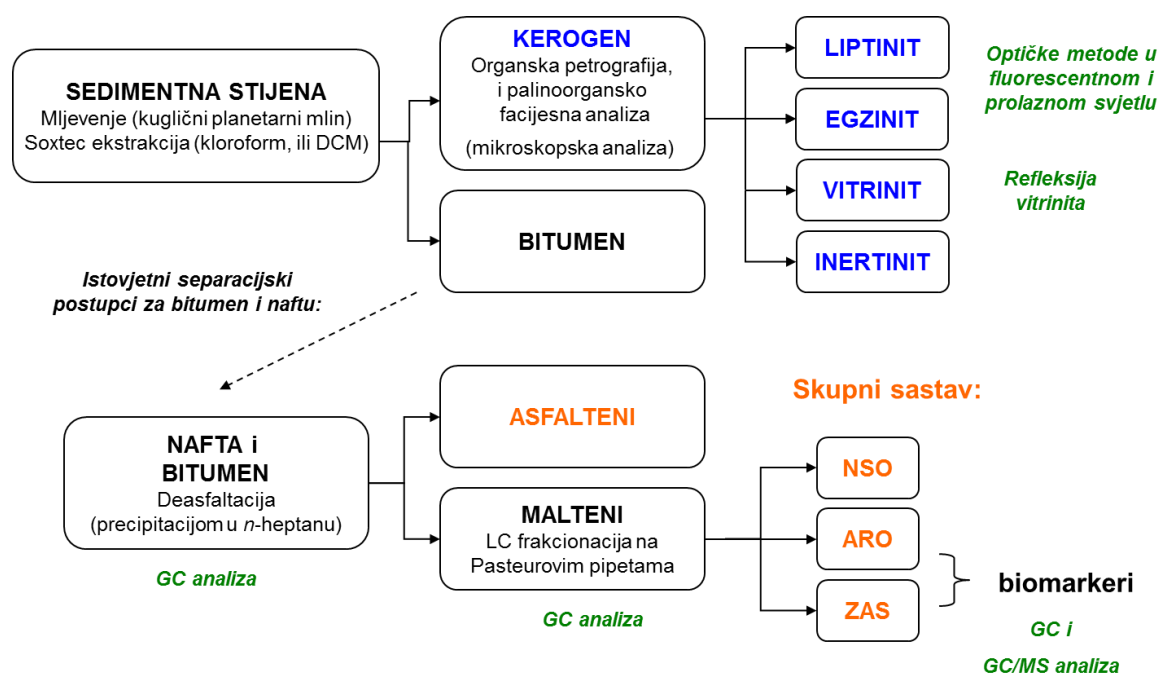 SEDIMENTNA STIJENA
Mljevenje (kuglični planetarni mlin)
Soxtec ekstrakcija (kloroform, ili DCM)
KEROGEN
Organska petrografija,
i palinoorgansko
facijesna analiza
(mikroskopska analiza)
BITUMEN
LIPTINIT
EGZINIT
VITRINIT
INERTINIT
Optičke metode u
fluorescentnom i
prolaznom svjetlu
Refleksija
vitrinita
Istovjetni separacijski
postupci za bitumen i naftu:
NAFTA i
BITUMEN
Deasfaltacija
(precipitacijom u n-heptanu)
GC analiza
ASFALTENI
MALTENI
LC frakcionacija na
Pasteurovim pipetama
GC analiza
Skupni sastav:
NSO
ARO
ZAS
biomarkeri
GC i
GC/MS analiza